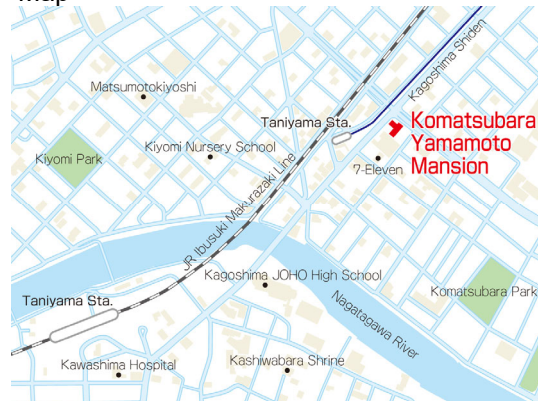 Map
Kagoshima Shiden
Matsumotokiyoshi
Taniyama Sta.
Komatsubara
Yamamoto
Mansion
Kiyomi Nursery School
Kiyomi Park
7-Eleven
JR Ibusuki Makurazaki Line
Kagoshima JOHO High School
Komatsubara Park
Taniyama Sta.
Nagatagawa River
Kawashima Hospital
Kashiwabara Shrine